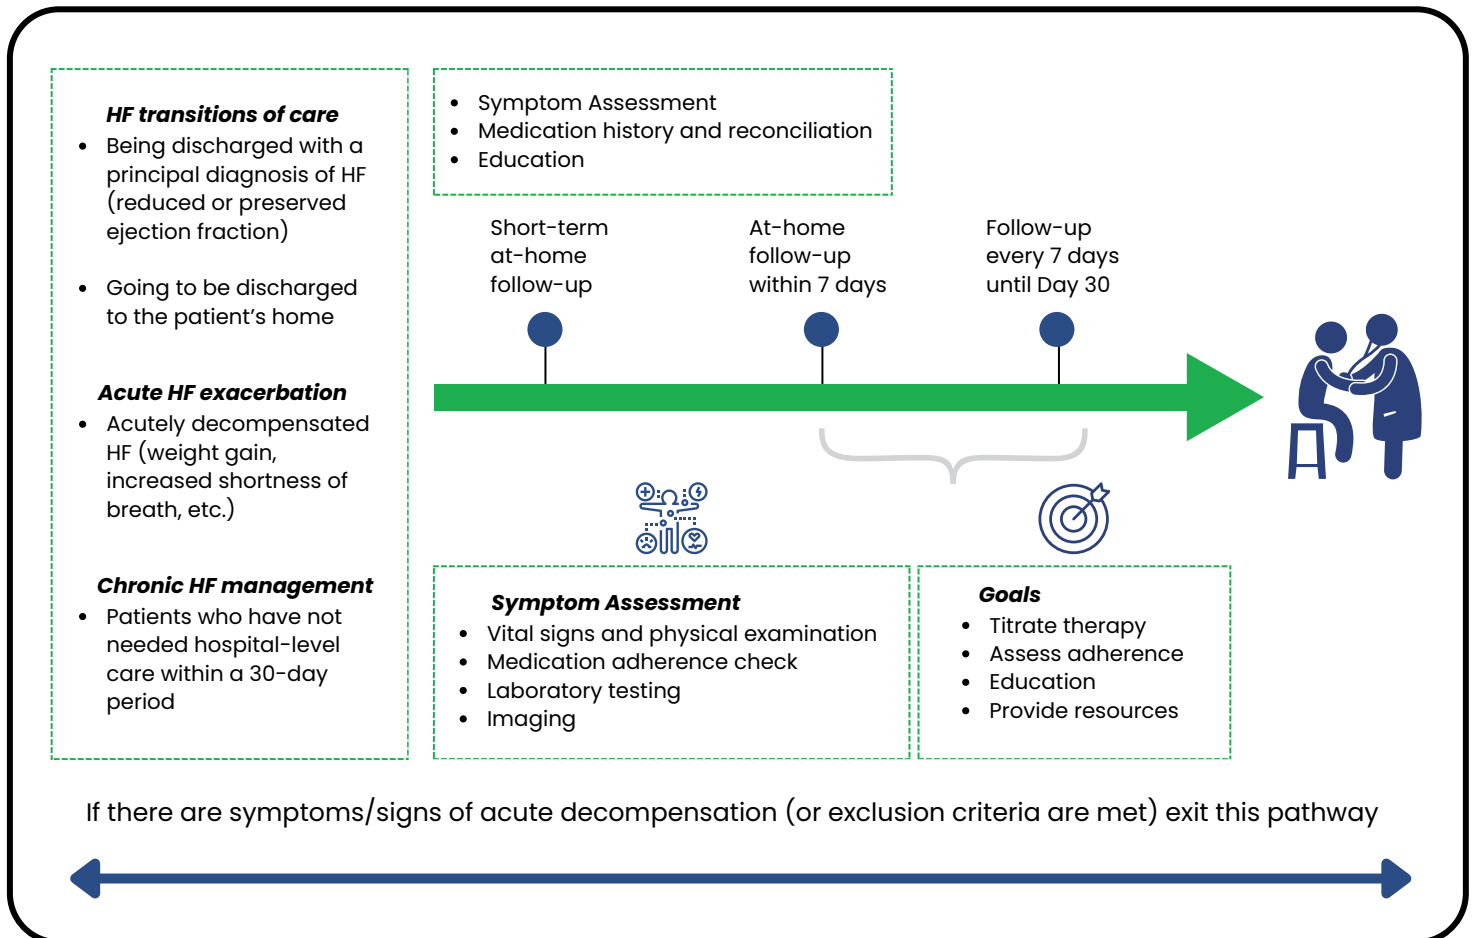 HF transitions of care
• Being discharged with a
principal diagnosis of HF
(reduced or preserved
ejection fraction)
• Going to be discharged
to the patient's home
Acute HF exacerbation
• Acutely decompensated
HF (weight gain,
increased shortness of
breath, etc.)
Chronic HF management
• Patients who have not
needed hospital-level
care within a 30-day
period
• Symptom Assessment
• Medication history and reconciliation
• Education
Short-term
at-home
follow-up
At-home
follow-up
within 7 days
Follow-up
every 7 days
until Day 30
Symptom Assessment
• Vital signs and physical examination
• Medication adherence check
• Laboratory testing
• Imaging
Goals
• Titrate therapy
• Assess adherence
• Education
• Provide resources
If there are symptoms/signs of acute decompensation (or exclusion criteria are met) exit this pathway